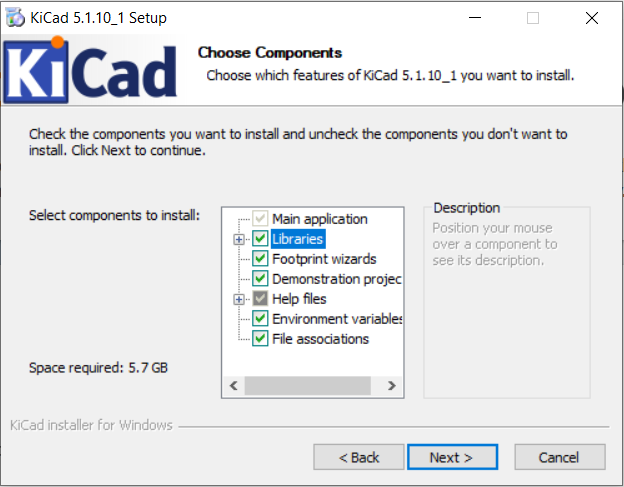 KiCad 5.1.10_1 Setup
KiCad
Choose Components
Choose which features of KiCad 5.1.10_1 you want to install.
Check the components you want to install and uncheck the components you don't want to
install. Click Next to continue.
Select components to install:
Main application
Libraries
Footprint wizards
Demonstration projec
Help files
Environment variables
File associations
Description
Position your mouse
over a component to
see its description.
Space required: 5.7 GB
KiCad installer for Windows
< Back
Next >
Cancel